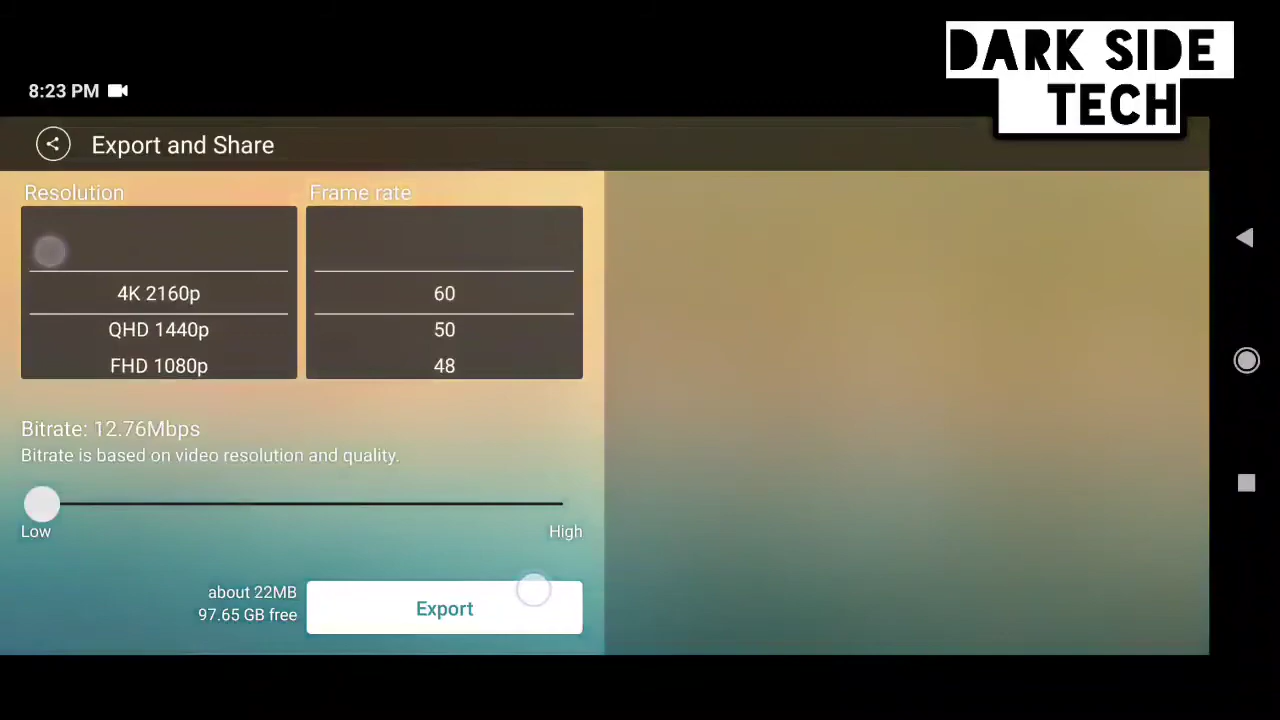 DARK SIDE
TECH
8:23 PM
Export and Share
Resolution
Frame rate
4K 2160p
60
QHD 1440p
50
FHD 1080p
48
Bitrate: 12.76Mbps
Bitrate is based on video resolution and quality.
Low
High
about 22MB
97.65 GB free
Export